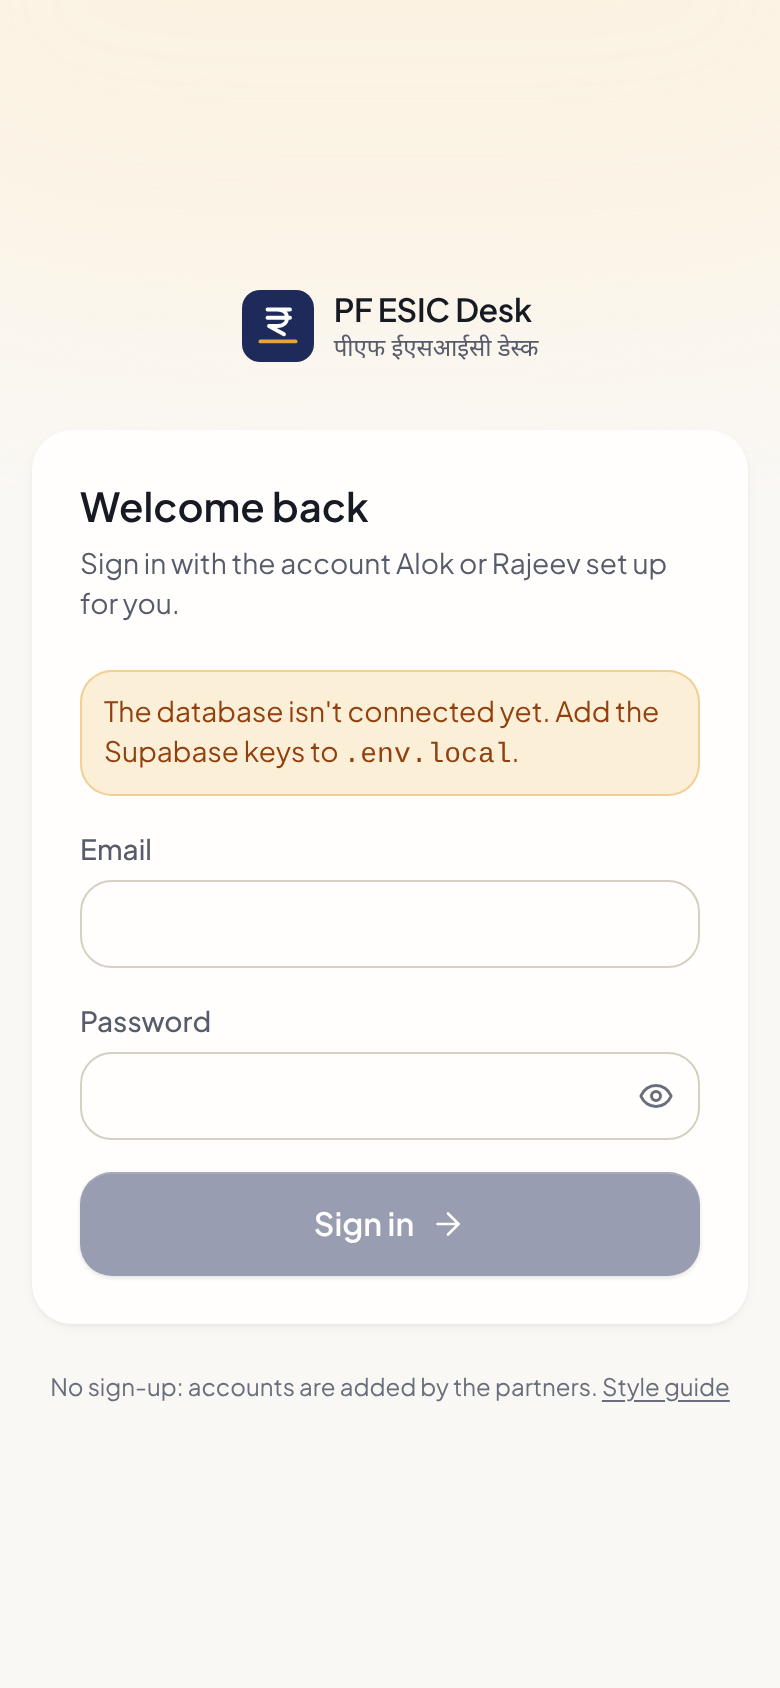 PF ESIC Desk
पीएफ ईएसआईसी डेस्क
Welcome back
Sign in with the account Alok or Rajeev set up
for you.
The database isn't connected yet. Add the
Supabase keys to .env.local.
Email
Password
Sign in →
No sign-up: accounts are added by the partners. Style guide